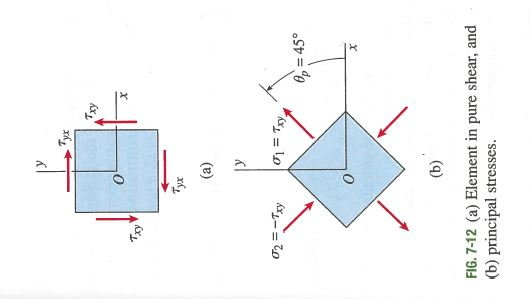 y
τyx
τxy
O
x
τxy
τyx
(a)
y
σ2 = −τxy
σ1 = τxy
θp = 45°
O
x
(b)
FIG. 7-12 (a) Element in pure shear, and
(b) principal stresses.